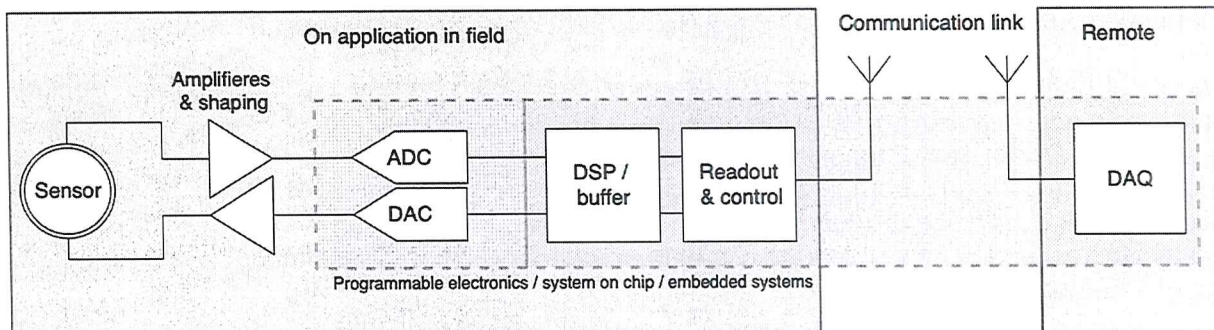 On application in field
Communication link
Remote
Amplifieres
& shaping
Sensor
ADC
DAC
DSP /
buffer
Readout
& control
DAQ
Programmable electronics / system on chip / embedded systems